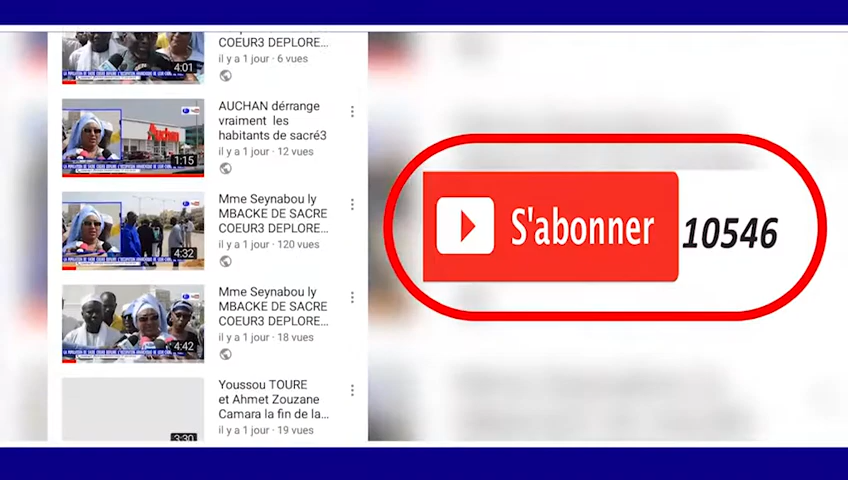 COEUR3 DEPLORE...
il y a 1 jour · 6 vues
4:01
AUCHAN dérrange
vraiment les
habitants de sacré3
il y a 1 jour · 12 vues
Auchan
1:15
Mme Seynabou ly
MBACKE DE SACRE
COEUR3 DEPLORE...
il y a 1 jour · 120 vues
4:32
Mme Seynabou ly
MBACKE DE SACRE
COEUR3 DEPLORE...
il y a 1 jour · 18 vues
4:42
Youssou TOURE
et Ahmet Zouzane
Camara la fin de la...
il y a 1 jour · 19 vues
3:30
S'abonner 10546